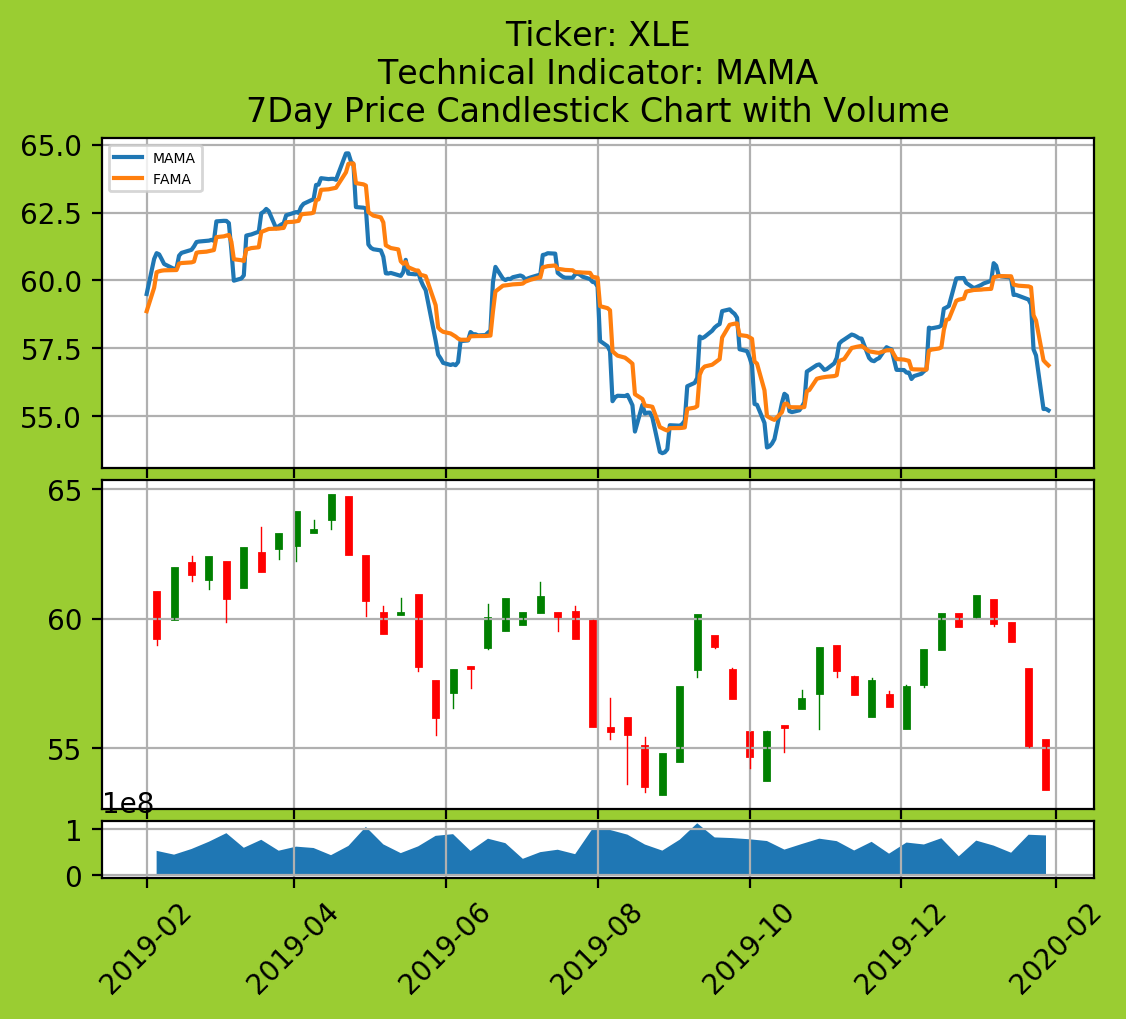 Ticker: XLE
Technical Indicator: MAMA
7Day Price Candlestick Chart with Volume
65.0
MAMA
FAMA
62.5
60.0
57.5
55.0
65
60
55
1e8
1
0
2019-02
2019-04
2019-06
2019-08
2019-10
2019-12
2020-02